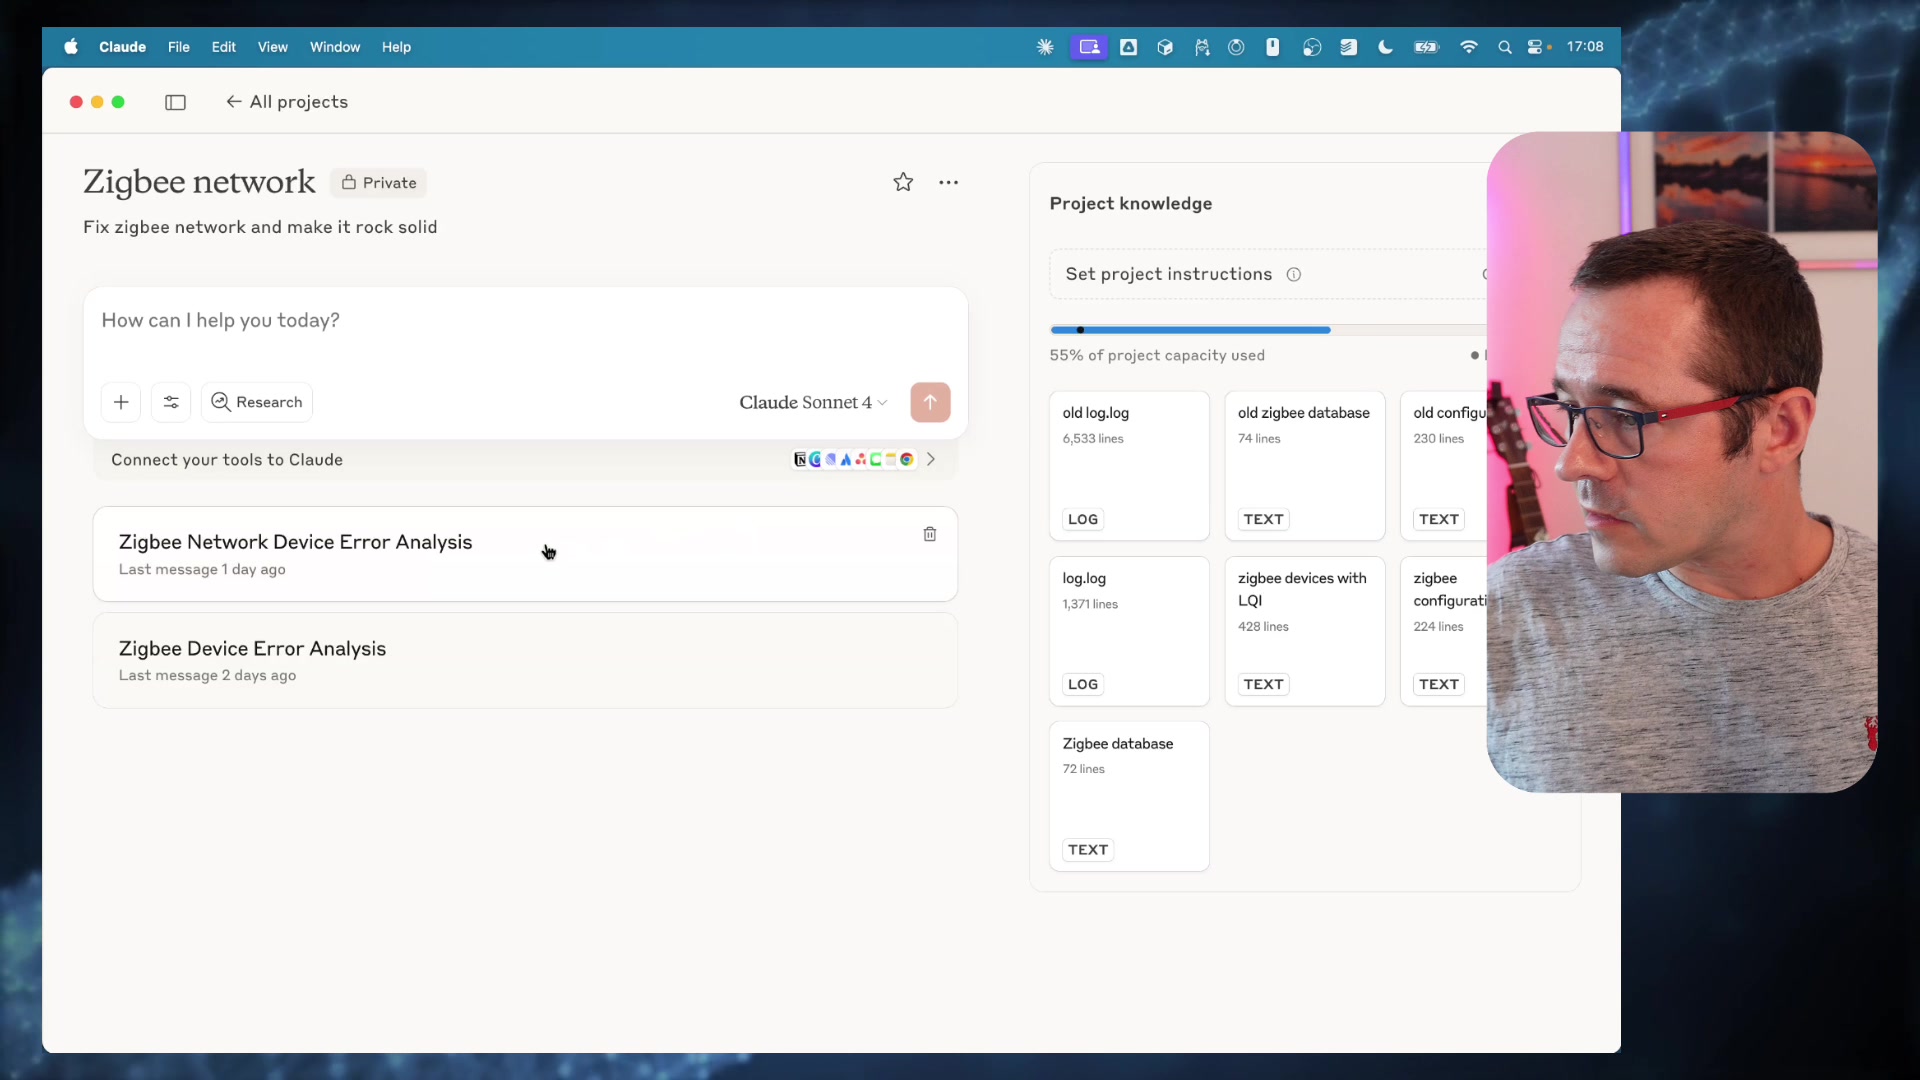 Claude File Edit View Window Help 17:08
← All projects
Zigbee network Private
Fix zigbee network and make it rock solid
How can I help you today?
Research Claude Sonnet 4
Connect your tools to Claude
Zigbee Network Device Error Analysis
Last message 1 day ago
Zigbee Device Error Analysis
Last message 2 days ago
Project knowledge
Set project instructions
55% of project capacity used
old log.log
6,533 lines
LOG
old zigbee database
74 lines
TEXT
old configu
230 lines
TEXT
log.log
1,371 lines
LOG
zigbee devices with
LQI
428 lines
TEXT
zigbee
configurati
224 lines
TEXT
Zigbee database
72 lines
TEXT